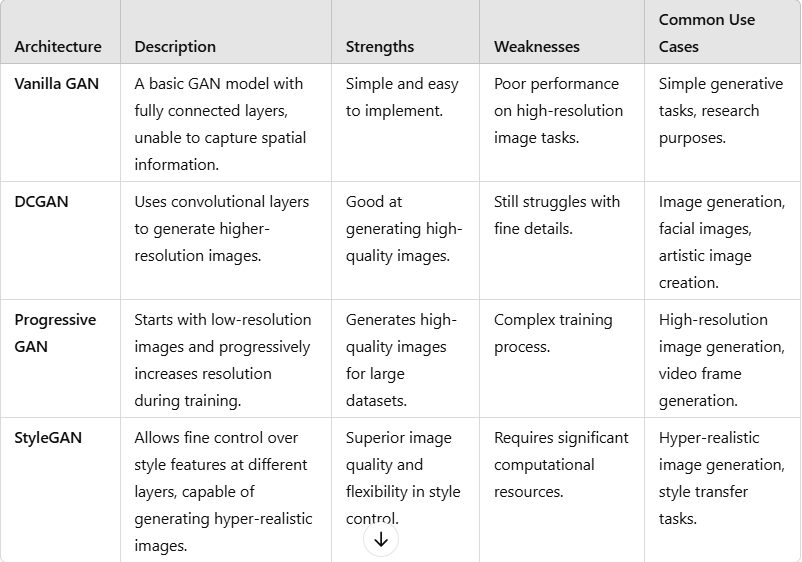 Architecture
Description
Strengths
Weaknesses
Common Use
Cases
Vanilla GAN
A basic GAN model with
fully connected layers,
unable to capture spatial
information.
Simple and easy
to implement.
Poor performance
on high-resolution
image tasks.
Simple generative
tasks, research
purposes.
DCGAN
Uses convolutional layers
to generate higher-
resolution images.
Good at
generating high-
quality images.
Still struggles with
fine details.
Image generation,
facial images,
artistic image
creation.
Progressive
GAN
Starts with low-resolution
images and progressively
increases resolution
during training.
Generates high-
quality images
for large
datasets.
Complex training
process.
High-resolution
image generation,
video frame
generation.
StyleGAN
Allows fine control over
style features at different
layers, capable of
generating hyper-realistic
images.
Superior image
quality and
flexibility in style
control.
Requires significant
computational
resources.
Hyper-realistic
image generation,
style transfer
tasks.